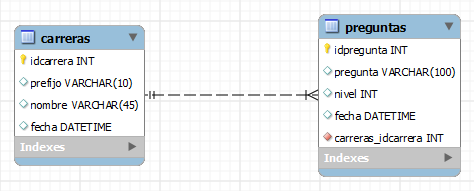 carreras
idcarrera INT
prefijo VARCHAR(10)
nombre VARCHAR(45)
fecha DATETIME
Indexes
preguntas
idpregunta INT
pregunta VARCHAR(100)
nivel INT
fecha DATETIME
carreras_idcarrera INT
Indexes